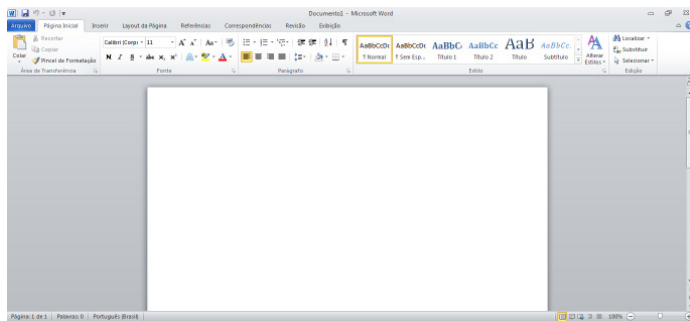 Documento1 - Microsoft Word
Arquivo Página Inicial Inserir Layout da Página Referências Correspondências Revisão Exibição
Colar
Recortar
Copiar
Pincel de Formatação
Área de Transferência
Calibri (Corpo 11
N I S abe x, x²
Fonte
Parágrafo
AaBbCcDc AaBbCcDc AaBbC AaBbCc AaB AaBbCc.
¶ Normal ¶ Sem Esp... Título 1 Título 2 Título Subtítulo
Alterar
Estilos
Estilo
Localizar
Substituir
Selecionar
Edição
Página: 1 de 1 Palavras: 0 Português (Brasil) 100%